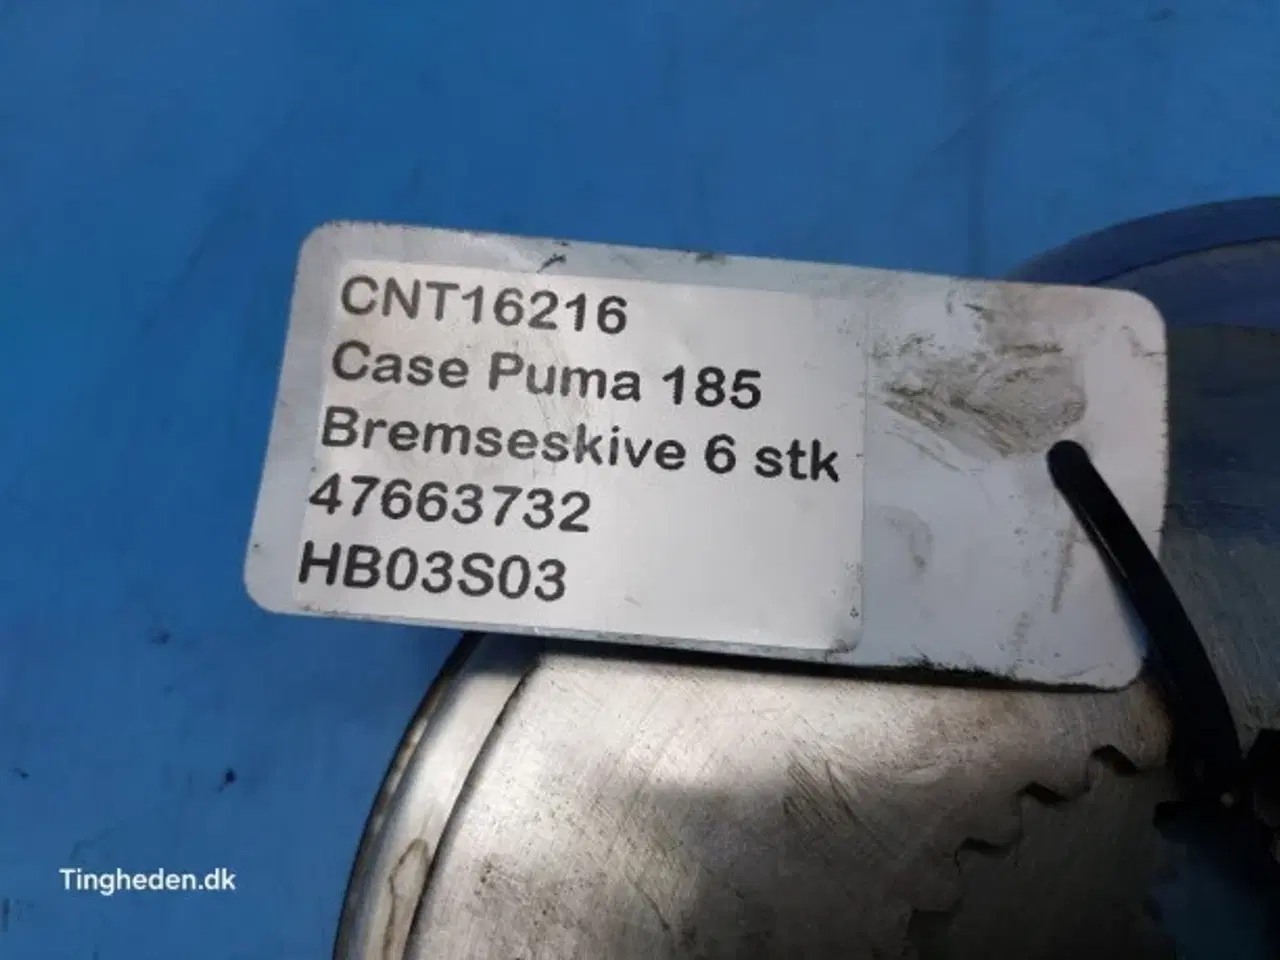 CNT16216
Case Puma 185
Bremseskive 6 stk
47663732
HB03S03
Tingheden.dk